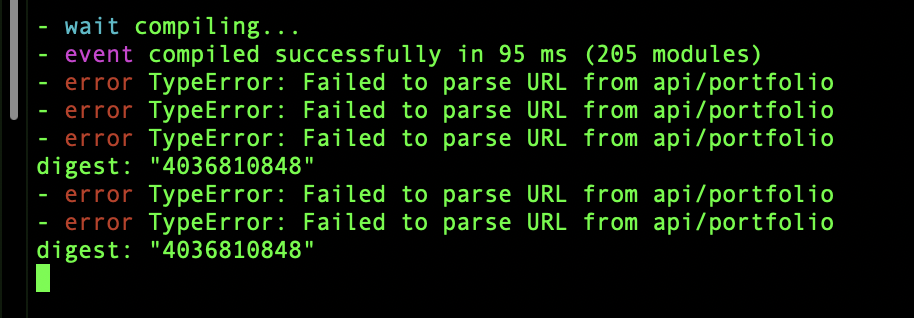 - wait compiling...
- event compiled successfully in 95 ms (205 modules)
- error TypeError: Failed to parse URL from api/portfolio
- error TypeError: Failed to parse URL from api/portfolio
- error TypeError: Failed to parse URL from api/portfolio
digest: "4036810848"
- error TypeError: Failed to parse URL from api/portfolio
- error TypeError: Failed to parse URL from api/portfolio
digest: "4036810848"